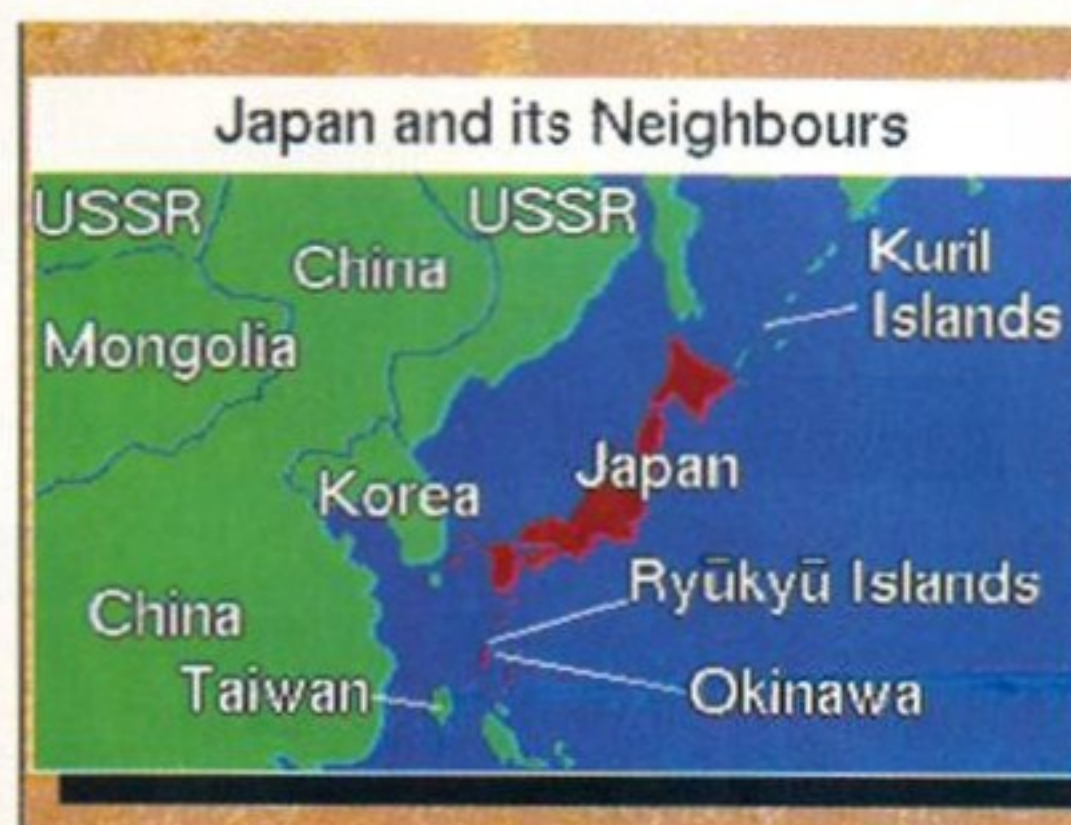 Japan and its Neighbours
USSR
USSR
China
Kuril
Islands
Mongolia
Japan
Korea
Ryūkyū Islands
China
Taiwan
Okinawa